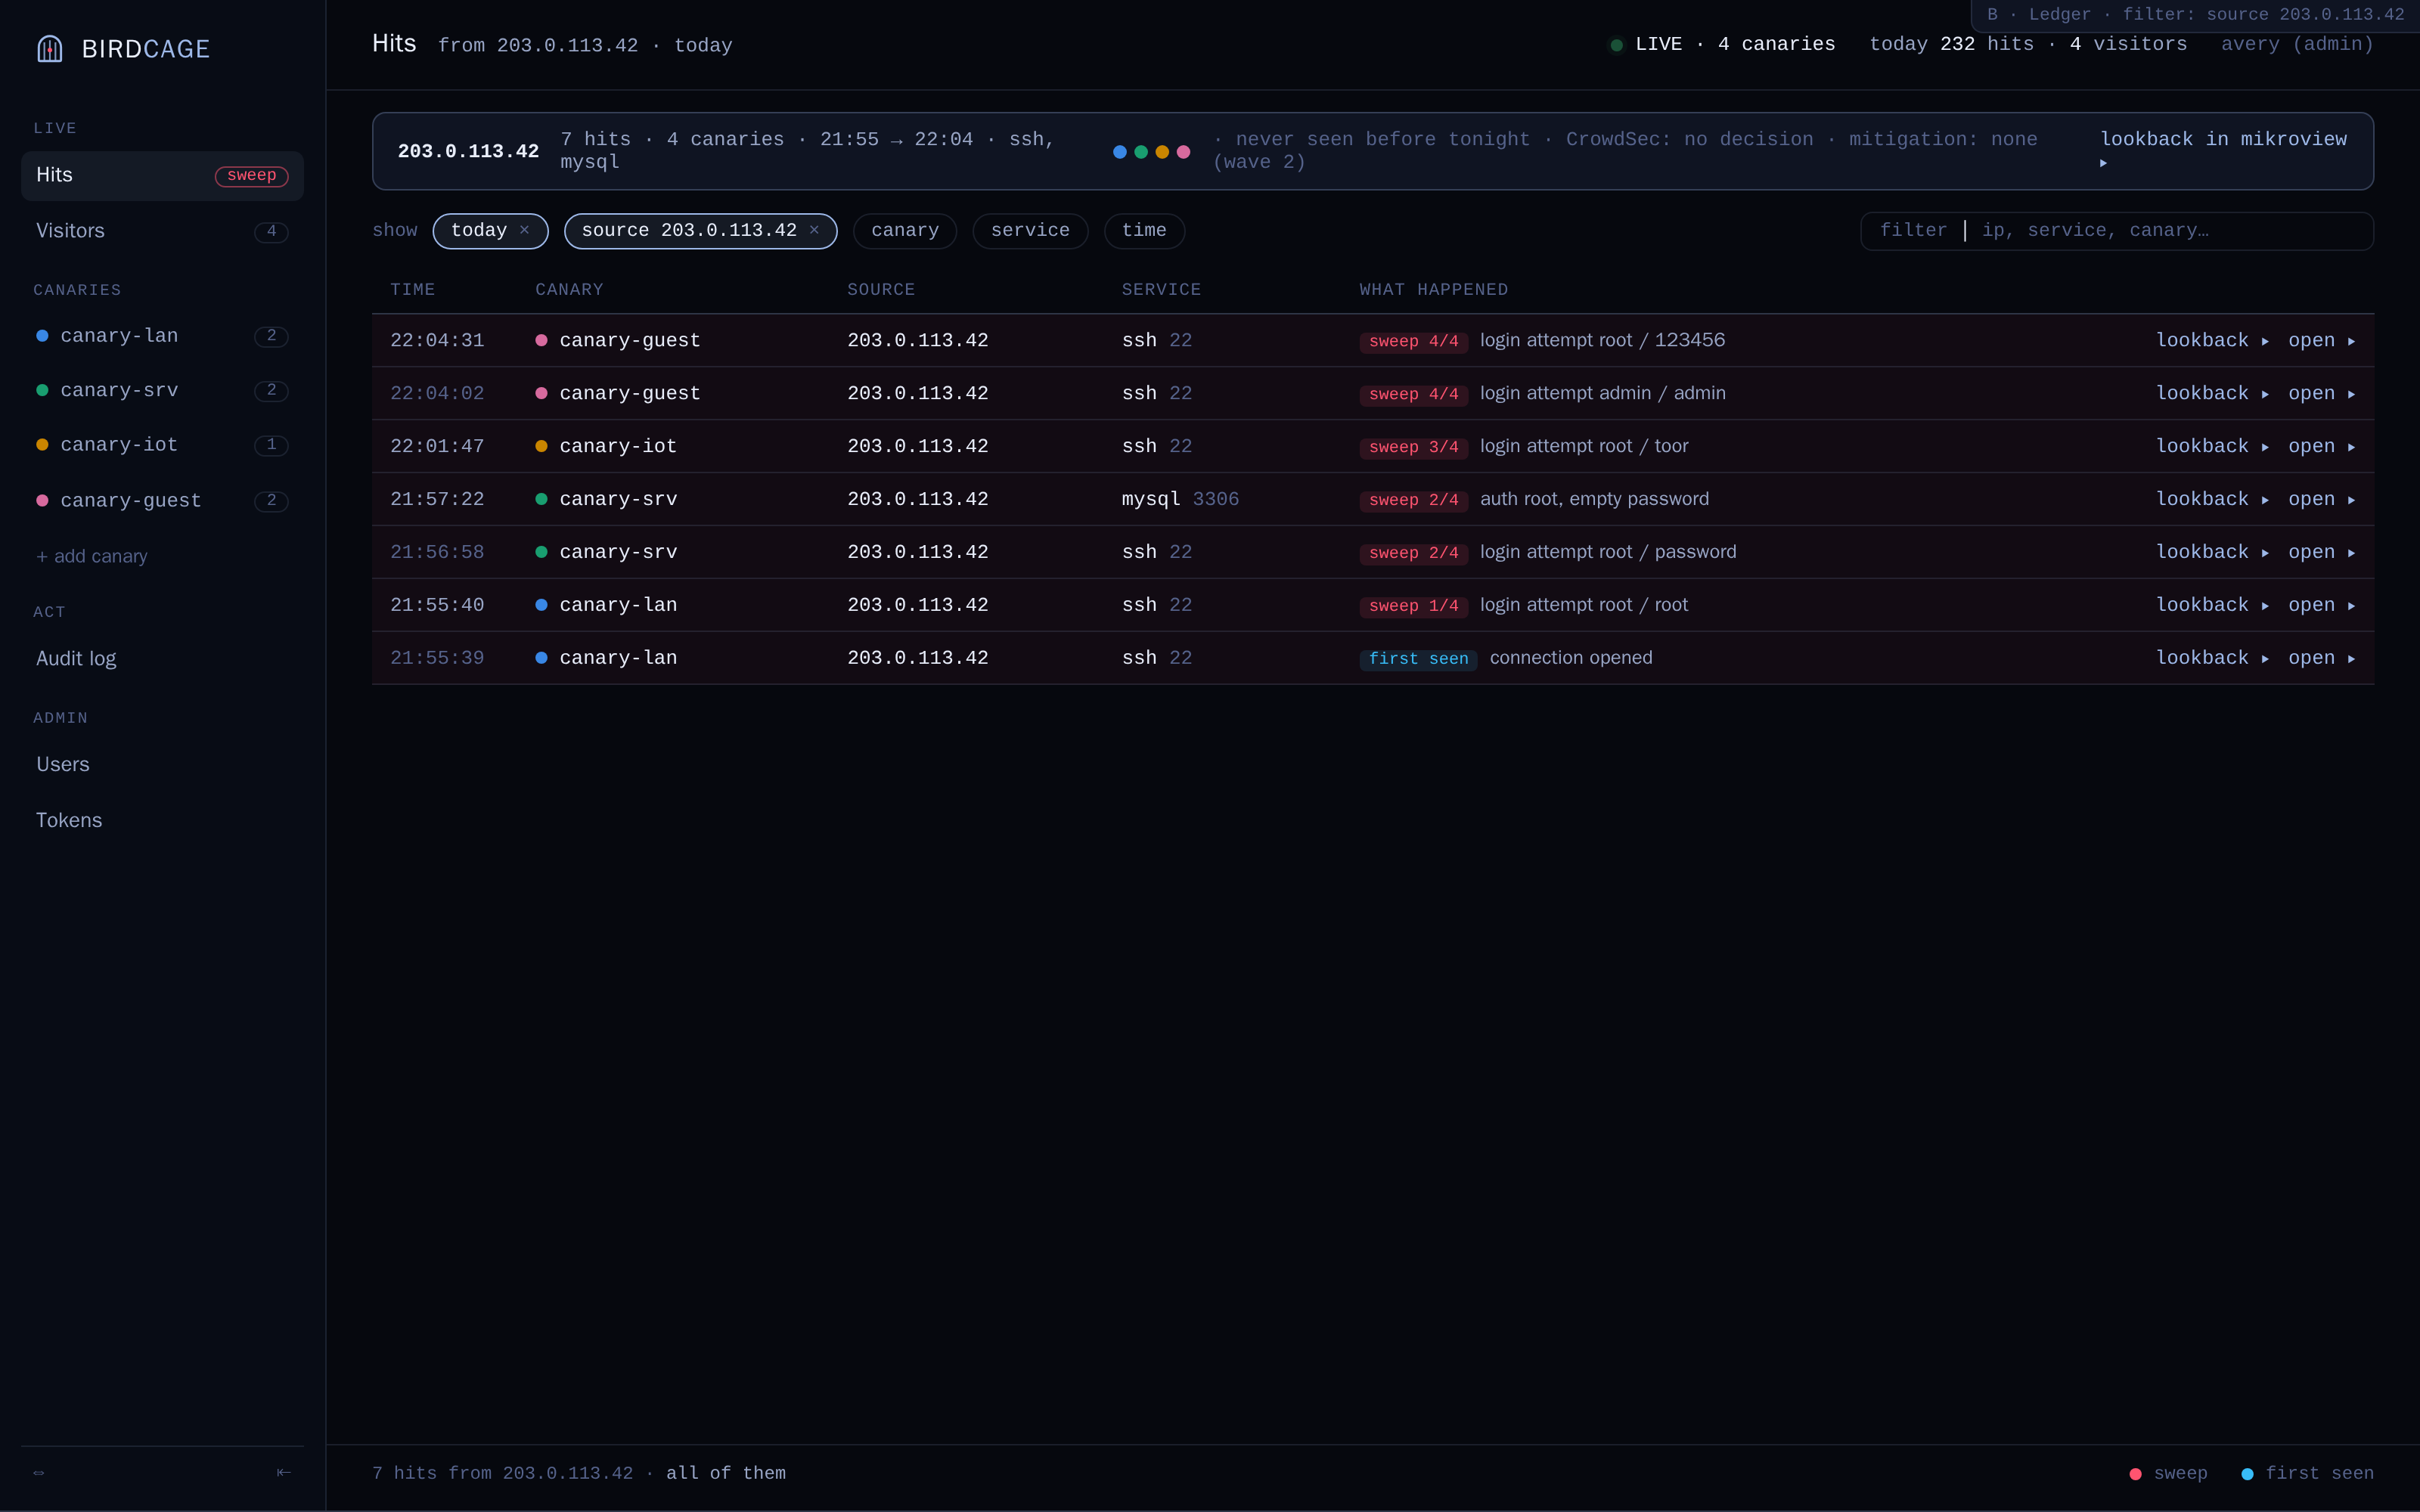 B · Ledger · filter: source 203.0.113.42
BIRDCAGE
LIVE
Hits sweep
Visitors 4
CANARIES
canary-lan 2
canary-srv 2
canary-iot 1
canary-guest 2
+ add canary
ACT
Audit log
ADMIN
Users
Tokens
⇔ ⇤
Hits from 203.0.113.42 · today
LIVE · 4 canaries today 232 hits · 4 visitors avery (admin)
203.0.113.42
7 hits · 4 canaries · 21:55 → 22:04 · ssh,
mysql
· never seen before tonight · CrowdSec: no decision · mitigation: none
(wave 2)
lookback in mikroview
▸
show today × source 203.0.113.42 × canary service time
filter ip, service, canary…
TIME CANARY SOURCE SERVICE WHAT HAPPENED
22:04:31 canary-guest 203.0.113.42 ssh 22 sweep 4/4 login attempt root / 123456 lookback ▸ open ▸
22:04:02 canary-guest 203.0.113.42 ssh 22 sweep 4/4 login attempt admin / admin lookback ▸ open ▸
22:01:47 canary-iot 203.0.113.42 ssh 22 sweep 3/4 login attempt root / toor lookback ▸ open ▸
21:57:22 canary-srv 203.0.113.42 mysql 3306 sweep 2/4 auth root, empty password lookback ▸ open ▸
21:56:58 canary-srv 203.0.113.42 ssh 22 sweep 2/4 login attempt root / password lookback ▸ open ▸
21:55:40 canary-lan 203.0.113.42 ssh 22 sweep 1/4 login attempt root / root lookback ▸ open ▸
21:55:39 canary-lan 203.0.113.42 ssh 22 first seen connection opened lookback ▸ open ▸
7 hits from 203.0.113.42 · all of them
sweep first seen